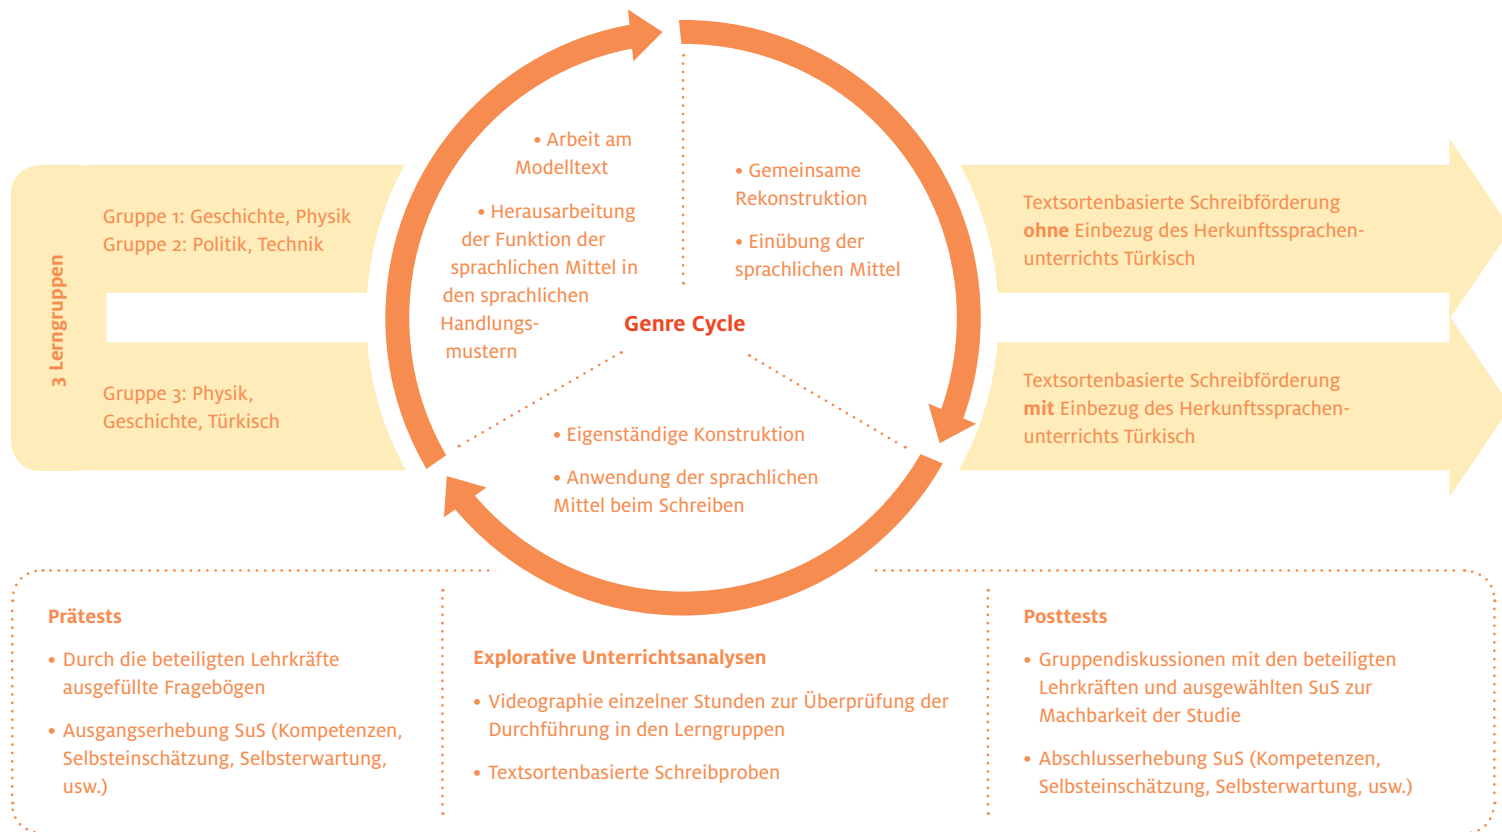 3 Lerngruppen
Gruppe 1: Geschichte, Physik
Gruppe 2: Politik, Technik
Gruppe 3: Physik,
Geschichte, Türkisch
• Arbeit am
Modelltext
• Herausarbeitung
der Funktion der
sprachlichen Mittel in
den sprachlichen
Handlungs-
mustern
• Gemeinsame
Rekonstruktion
• Einübung der
sprachlichen Mittel
Genre Cycle
• Eigenständige Konstruktion
• Anwendung der sprachlichen
Mittel beim Schreiben
Textsortenbasierte Schreibförderung
ohne Einbezug des Herkunftssprachen-
unterrichts Türkisch
Textsortenbasierte Schreibförderung
mit Einbezug des Herkunftssprachen-
unterrichts Türkisch
Prätests
• Durch die beteiligten Lehrkräfte
ausgefüllte Fragebögen
• Ausgangserhebung SuS (Kompetenzen,
Selbsteinschätzung, Selbsterwartung,
usw.)
Explorative Unterrichtsanalysen
• Videographie einzelner Stunden zur Überprüfung der
Durchführung in den Lerngruppen
• Textsortenbasierte Schreibproben
Posttests
• Gruppendiskussionen mit den beteiligten
Lehrkräften und ausgewählten SuS zur
Machbarkeit der Studie
• Abschlusserhebung SuS (Kompetenzen,
Selbsteinschätzung, Selbsterwartung, usw.)